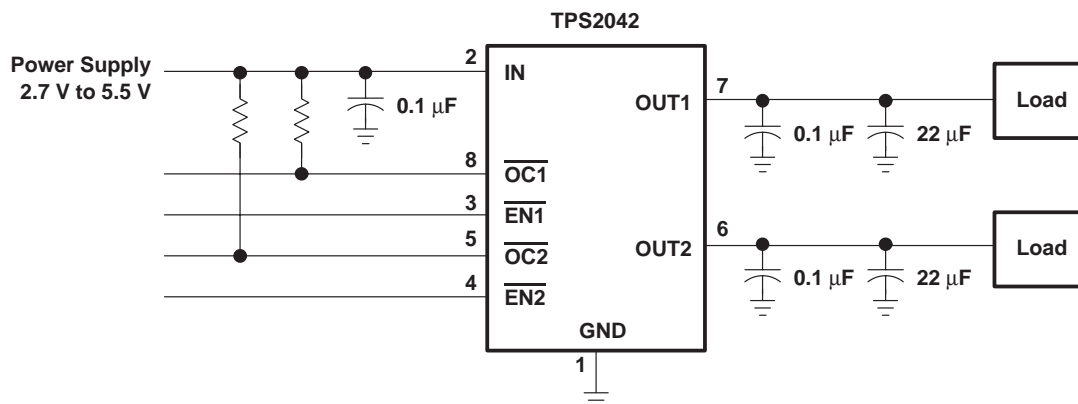 TPS2042
Power Supply
2.7 V to 5.5 V
2
IN
0.1 μF
8
OC1
3
EN1
5
OC2
4
EN2
GND
1
OUT1
7
0.1 μF
22 μF
Load
OUT2
6
0.1 μF
22 μF
Load